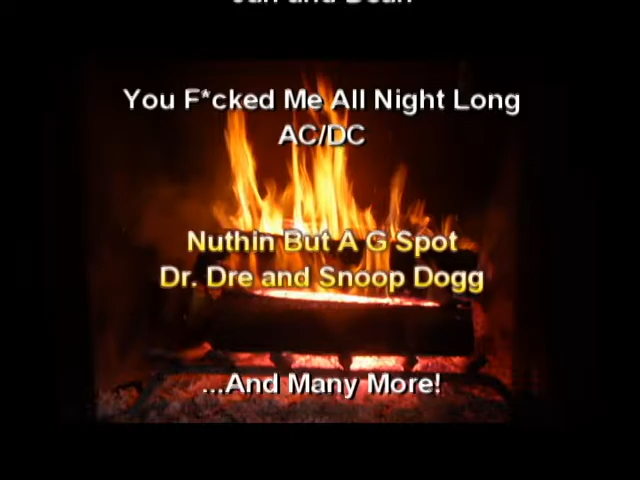 You F*cked Me All Night Long
AC/DC
Nuthin But A G Spot
Dr. Dre and Snoop Dogg
...And Many More!